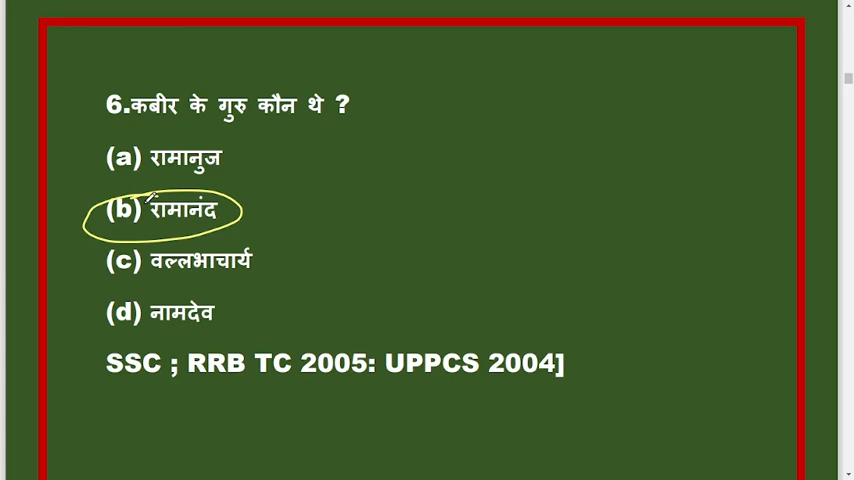 6.कबीर के गुरु कौन थे ?
(a) रामानुज
(b) रामानंद
(c) वल्लभाचार्य
(d) नामदेव
SSC ; RRB TC 2005: UPPCS 2004]